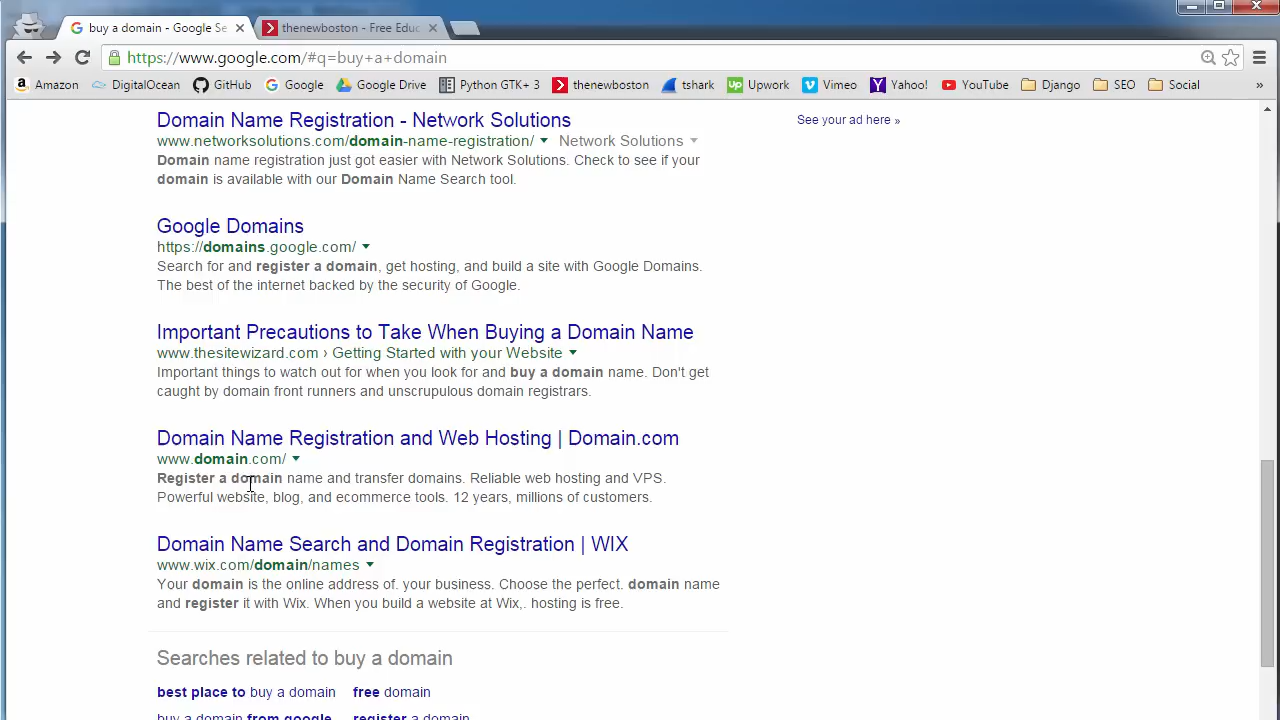 buy a domain - Google Se
thenewboston - Free Educ
https://www.google.com/#q=buy+a+domain
Amazon DigitalOcean GitHub Google Google Drive Python GTK+ 3 thenewboston tshark Up Upwork Vimeo Yahoo! YouTube Django SEO Social »
Domain Name Registration - Network Solutions
See your ad here »
www.networksolutions.com/domain-name-registration/ Network Solutions
Domain name registration just got easier with Network Solutions. Check to see if your
domain is available with our Domain Name Search tool.
Google Domains
https://domains.google.com/
Search for and register a domain, get hosting, and build a site with Google Domains.
The best of the internet backed by the security of Google.
Important Precautions to Take When Buying a Domain Name
www.thesitewizard.com › Getting Started with your Website
Important things to watch out for when you look for and buy a domain name. Don't get
caught by domain front runners and unscrupulous domain registrars.
Domain Name Registration and Web Hosting | Domain.com
www.domain.com/
Register a domain name and transfer domains. Reliable web hosting and VPS.
Powerful website, blog, and ecommerce tools. 12 years, millions of customers.
Domain Name Search and Domain Registration | WIX
www.wix.com/domain/names
Your domain is the online address of. your business. Choose the perfect. domain name
and register it with Wix. When you build a website at Wix,. hosting is free.
Searches related to buy a domain
best place to buy a domain free domain
buy a domain from google register a domain